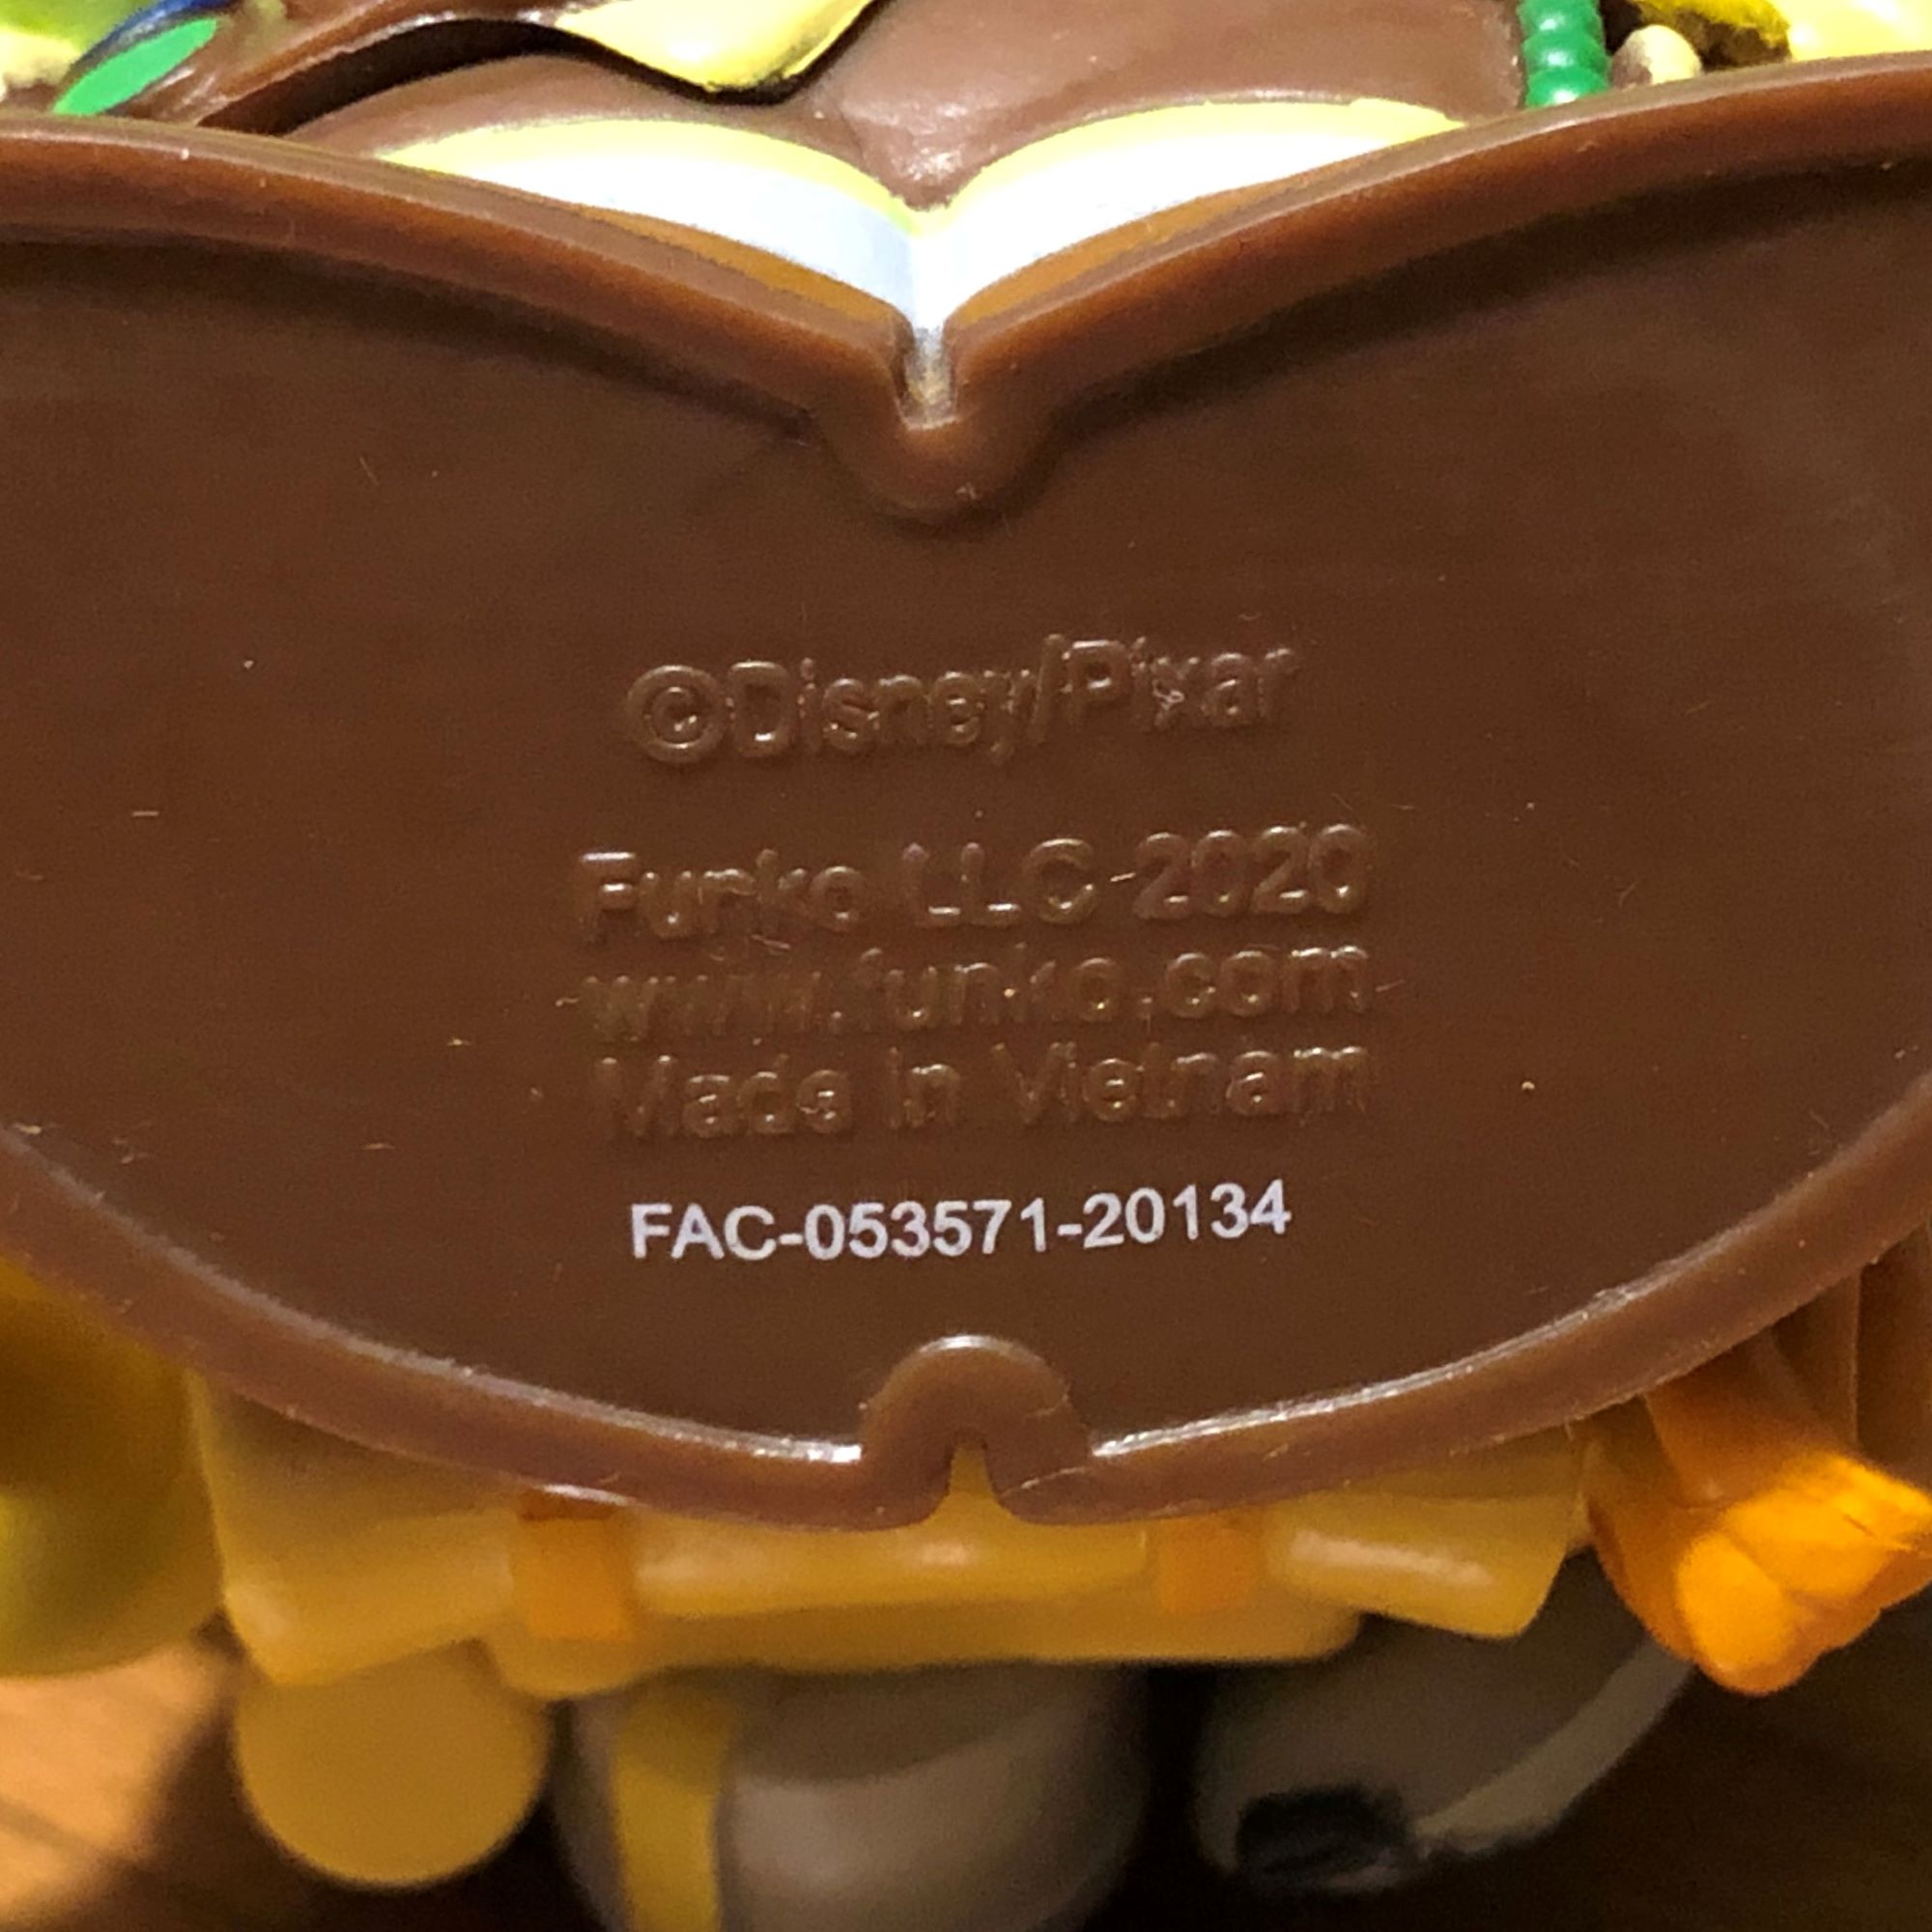 ©Disney/Pixar
Funko LLC 2020
www.funko.com
Made In Vietnam
FAC-053571-20134